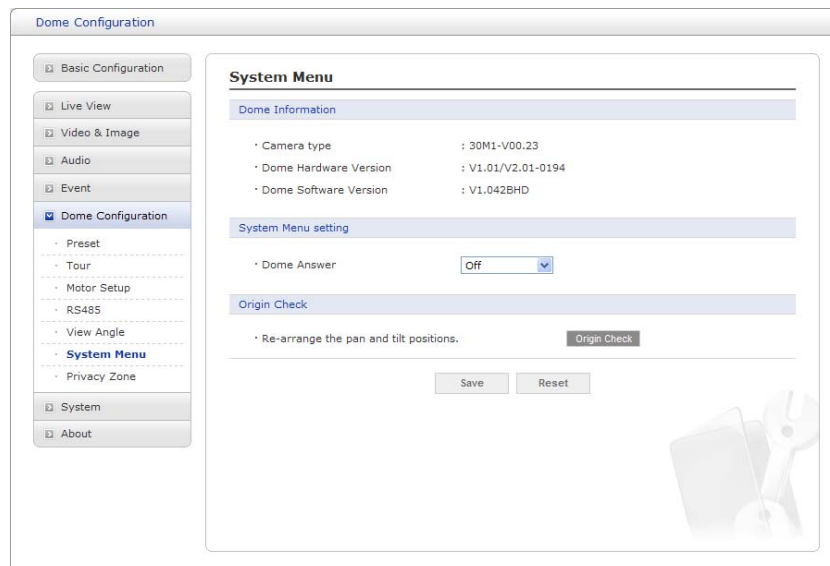 Dome Configuration
Basic Configuration
Live View
Video & Image
Audio
Event
Dome Configuration
· Preset
· Tour
· Motor Setup
· RS485
· View Angle
· System Menu
· Privacy Zone
System
About
System Menu
Dome Information
· Camera type : 30M1-V00.23
· Dome Hardware Version : V1.01/V2.01-0194
· Dome Software Version : V1.042BHD
System Menu setting
· Dome Answer Off
Origin Check
· Re-arrange the pan and tilt positions. Origin Check
Save Reset